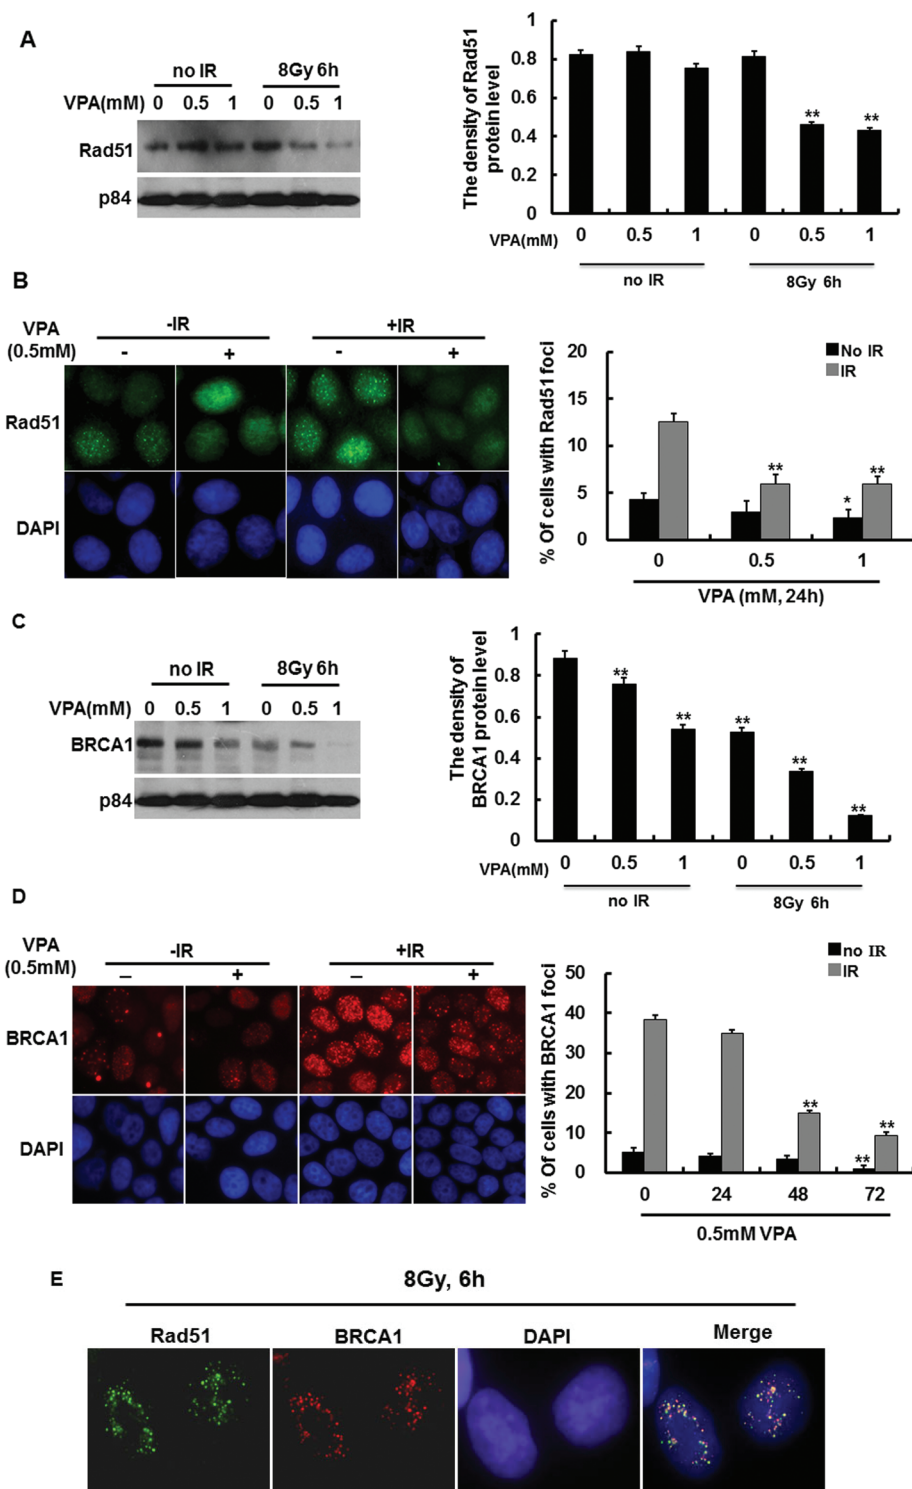 A
no IR 8Gy 6h
VPA(mM) 0 0.5 1 0 0.5 1
Rad51
p84
The density of Rad51
protein level
1
0.8
0.6
0.4
0.2
0
** **
VPA(mM) 0 0.5 1 0 0.5 1
no IR 8Gy 6h
B
VPA
(0.5mM)
-IR +IR
- + - +
Rad51
DAPI
% Of cells with Rad51 foci
20
15
10
5
0
No IR
IR
** * **
0 0.5 1
VPA (mM, 24h)
C
no IR 8Gy 6h
VPA(mM) 0 0.5 1 0 0.5 1
BRCA1
p84
The density of
BRCA1 protein level
1
0.8
0.6
0.4
0.2
0
** ** ** ** **
VPA(mM) 0 0.5 1 0 0.5 1
no IR 8Gy 6h
D
VPA
(0.5mM)
-IR +IR
– + – +
BRCA1
DAPI
% Of cells with BRCA1 foci
50
40
30
20
10
0
no IR
IR
** ** **
0 24 48 72
0.5mM VPA
E
8Gy, 6h
Rad51 BRCA1 DAPI Merge